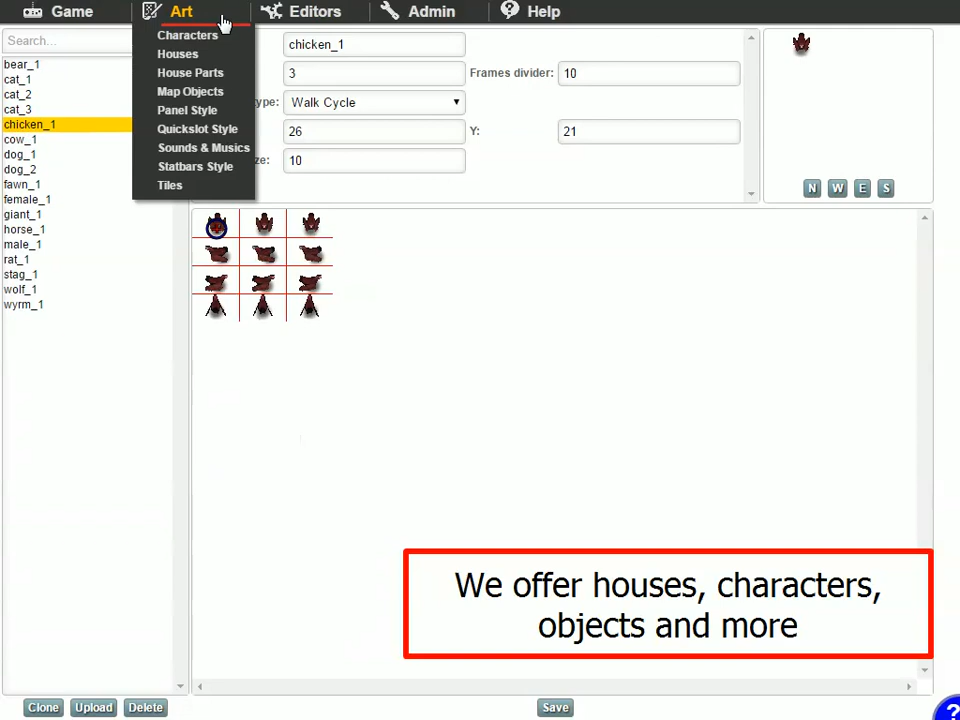 Game
Art
Editors
Admin
Help
Search...
bear_1
cat_1
cat_2
cat_3
chicken_1
cow_1
dog_1
dog_2
fawn_1
female_1
giant_1
horse_1
male_1
rat_1
stag_1
wolf_1
wyrm_1
Characters
Houses
House Parts
Map Objects
Panel Style
Quickslot Style
Sounds & Musics
Statbars Style
Tiles
chicken_1
3
Frames divider: 10
ype: Walk Cycle
26
Y: 21
ze: 10
N W E S
We offer houses, characters,
objects and more
Clone Upload Delete
Save
?